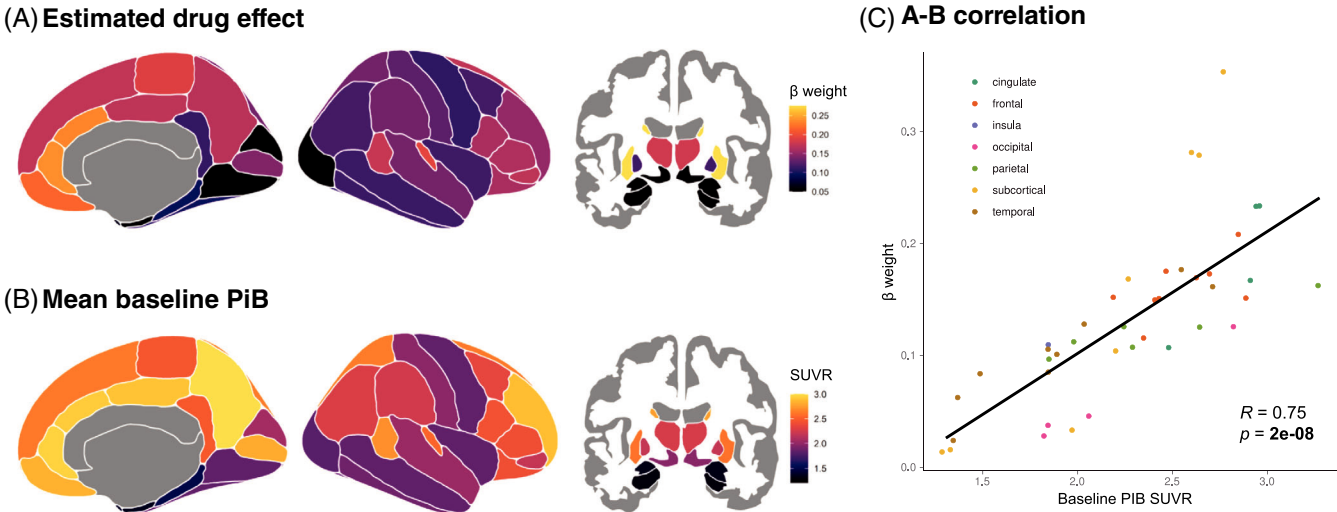 (A) Estimated drug effect
β weight
0.25
0.20
0.15
0.10
0.05
(B) Mean baseline PiB
SUVR
3.0
2.5
2.0
1.5
(C) A-B correlation
cingulate
frontal
insula
occipital
parietal
subcortical
temporal
β weight
0.3
0.2
0.1
0.0
R = 0.75
p = 2e-08
1.5 2.0 2.5 3.0
Baseline PIB SUVR